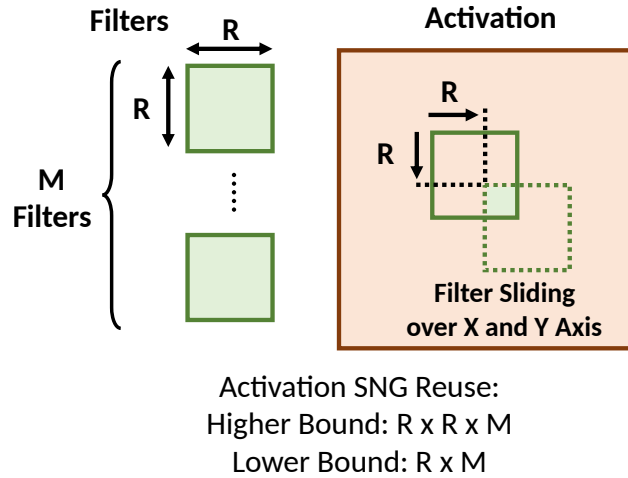 Filters
R
R
M
Filters
Activation
R
R
Filter Sliding
over X and Y Axis
Activation SNG Reuse:
Higher Bound: R x R x M
Lower Bound: R x M